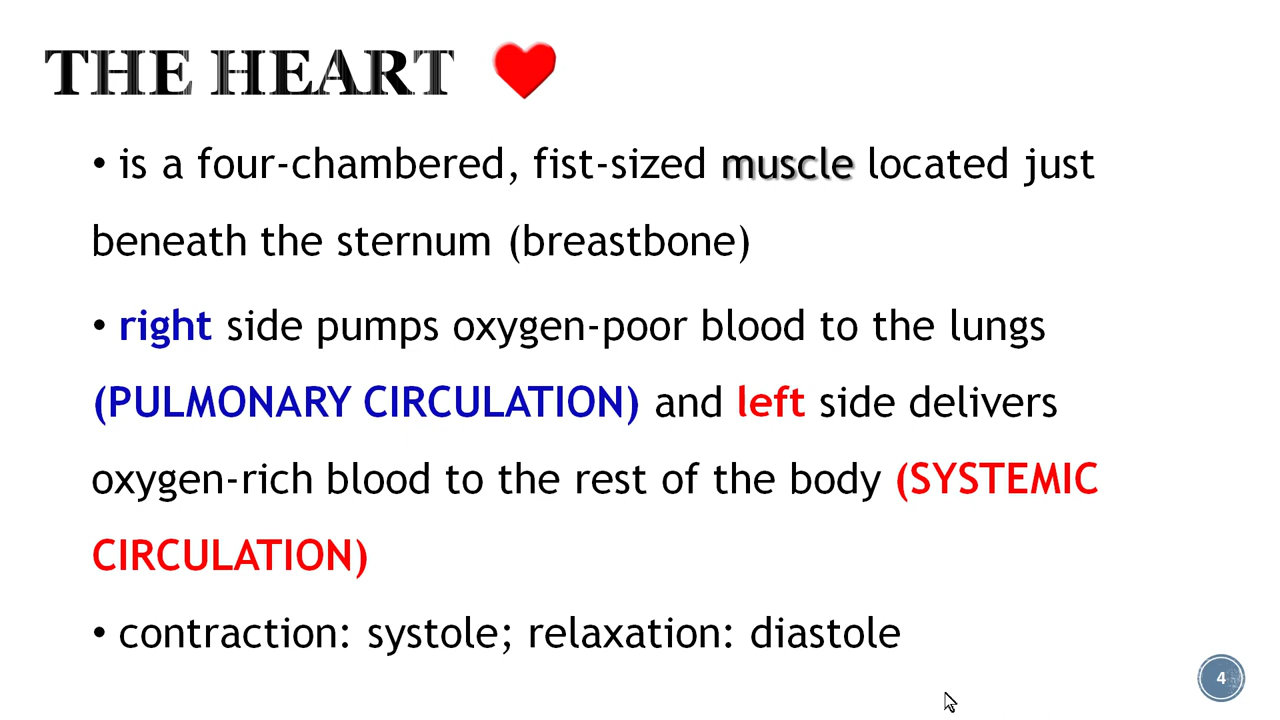 THE HEART
• is a four-chambered, fist-sized muscle located just
beneath the sternum (breastbone)
• right side pumps oxygen-poor blood to the lungs
(PULMONARY CIRCULATION) and left side delivers
oxygen-rich blood to the rest of the body (SYSTEMIC
CIRCULATION)
• contraction: systole; relaxation: diastole
4